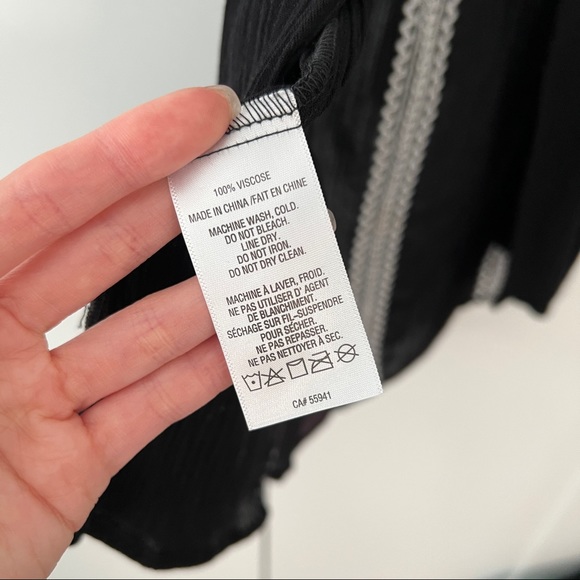 100% VISCOSE
MADE IN CHINA /FAIT EN CHINE
MACHINE WASH, COLD.
DO NOT BLEACH.
LINE DRY.
DO NOT IRON.
DO NOT DRY CLEAN.
MACHINE À LAVER, FROID.
NE PAS UTILISER D' AGENT
DE BLANCHIMENT.
SÉCHAGE SUR FIL-SUSPENDRE
POUR SÉCHER.
NE PAS REPASSER.
NE PAS NETTOYER À SEC.
CA# 55941